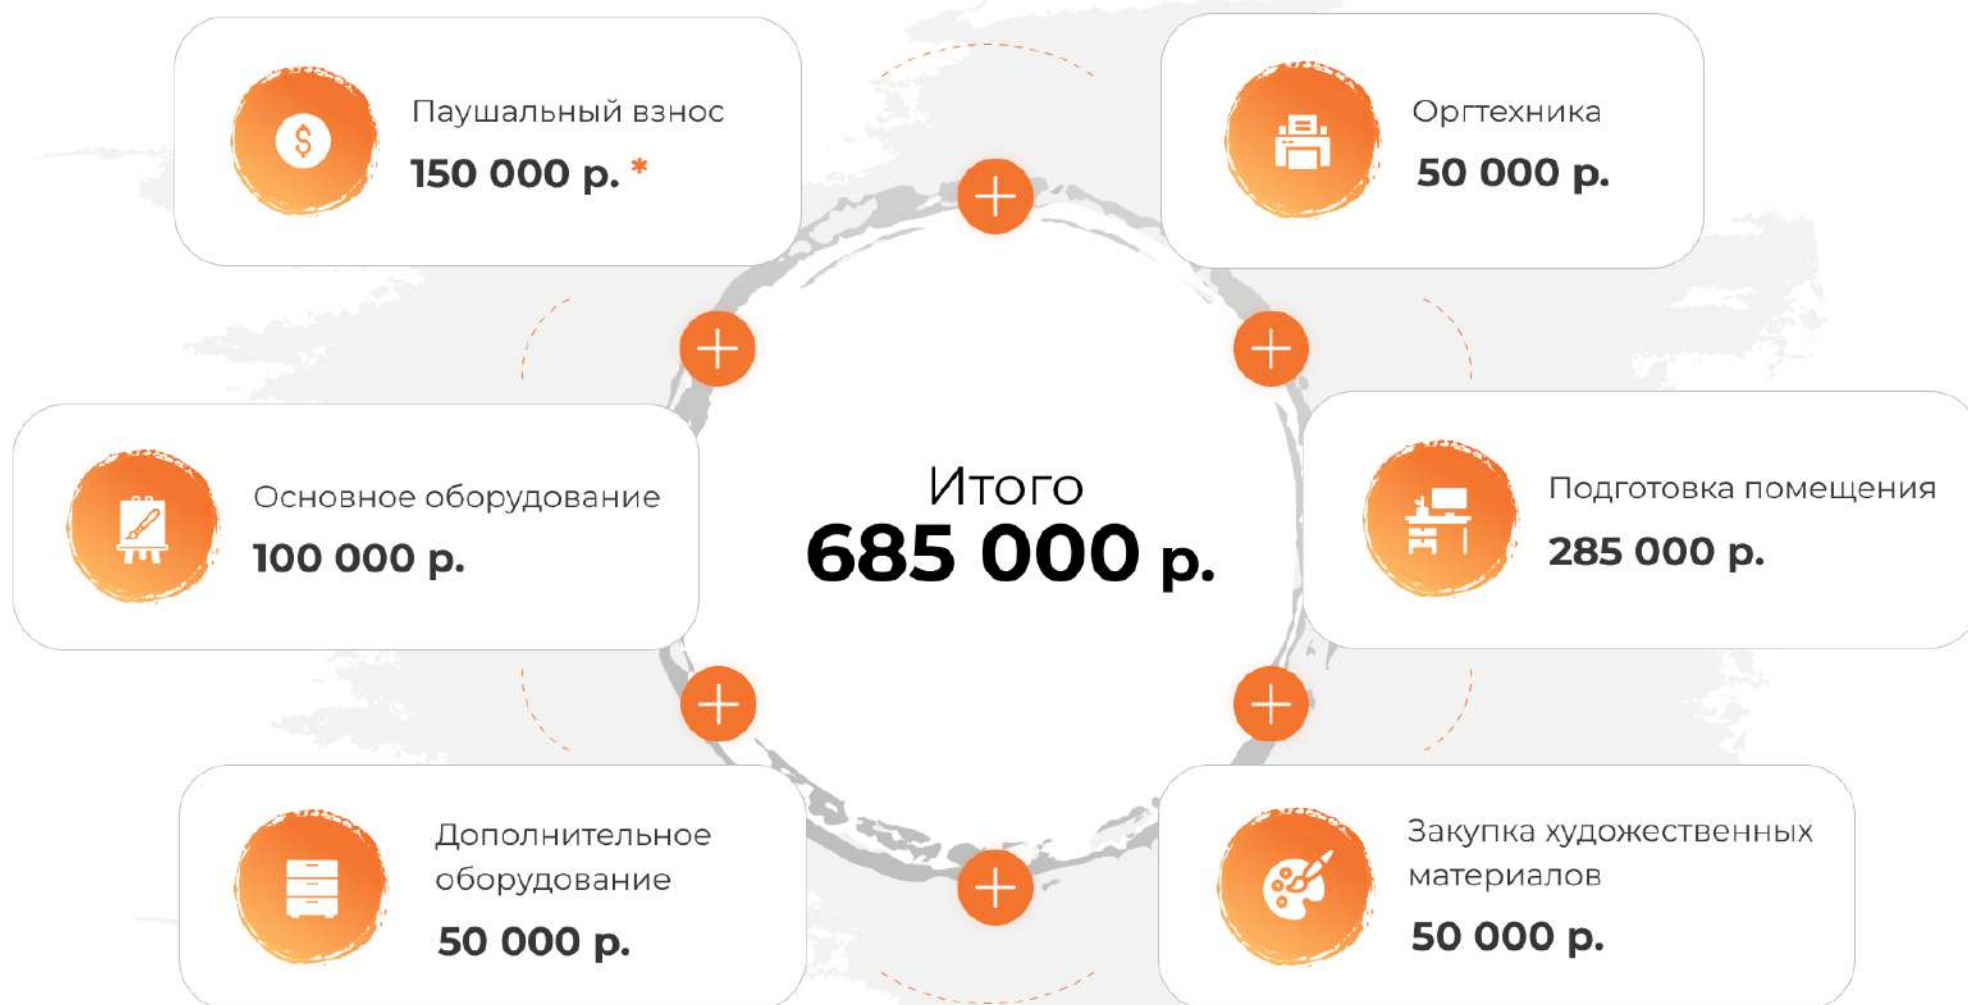 Паушальный взнос
150 000 р. *
Оргтехника
50 000 р.
Основное оборудование
100 000 р.
Итого
685 000 р.
Подготовка помещения
285 000 р.
Дополнительное
оборудование
50 000 р.
Закупка художественных
материалов
50 000 р.